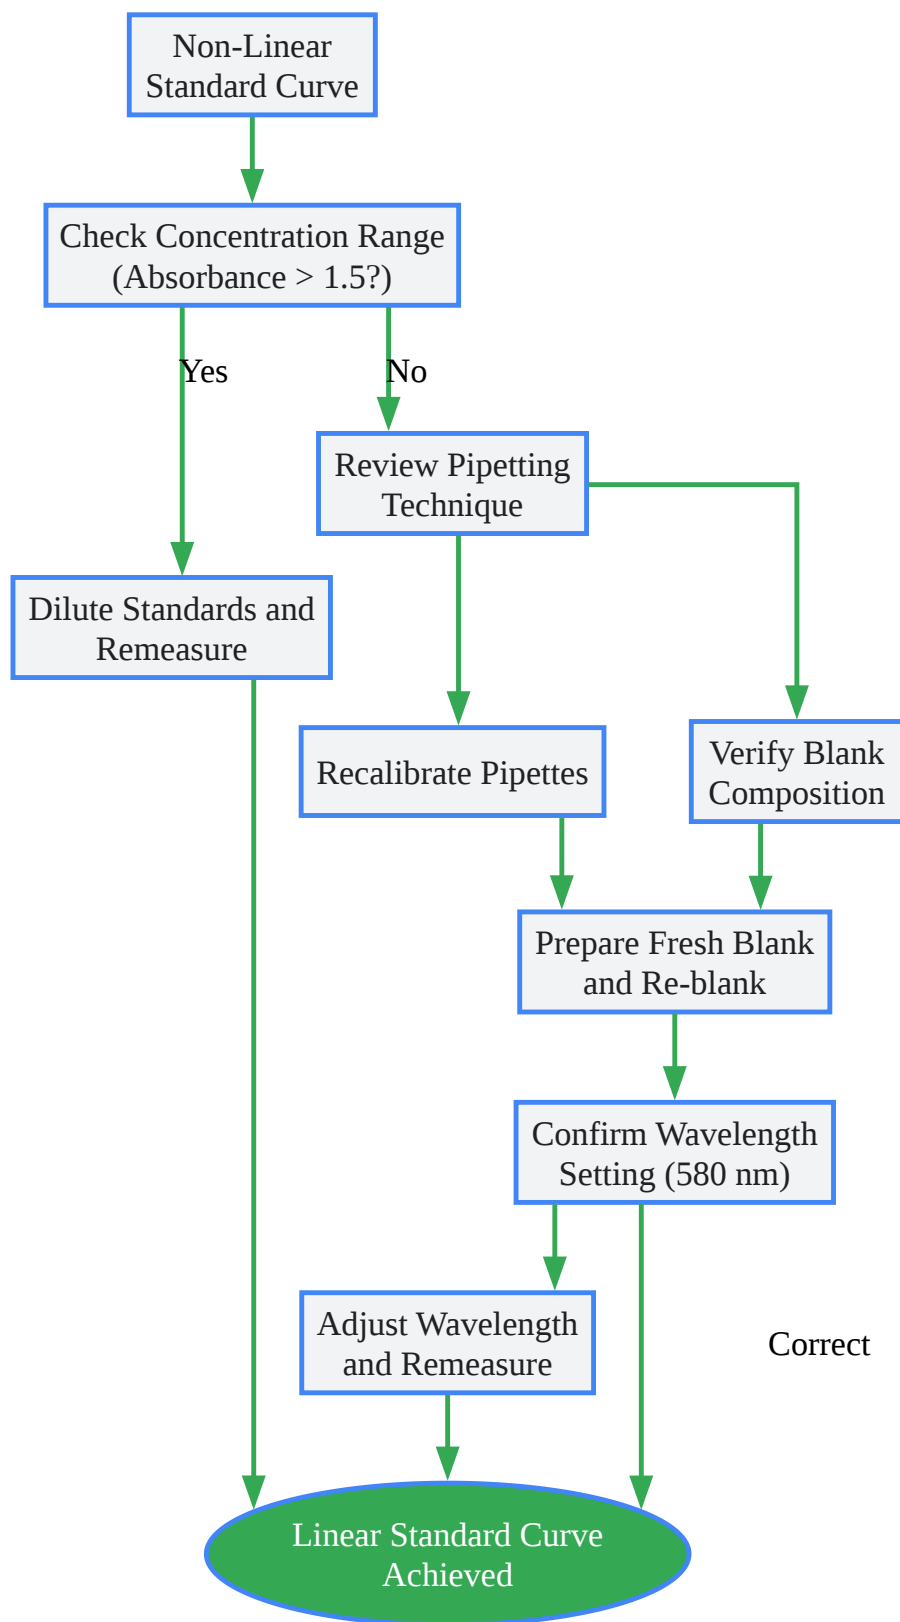 Non-Linear
Standard Curve
Check Concentration Range
(Absorbance > 1.5?)
Yes
No
Review Pipetting
Technique
Dilute Standards and
Remeasure
Recalibrate Pipettes
Verify Blank
Composition
Prepare Fresh Blank
and Re-blank
Confirm Wavelength
Setting (580 nm)
Adjust Wavelength
and Remeasure
Correct
Linear Standard Curve
Achieved